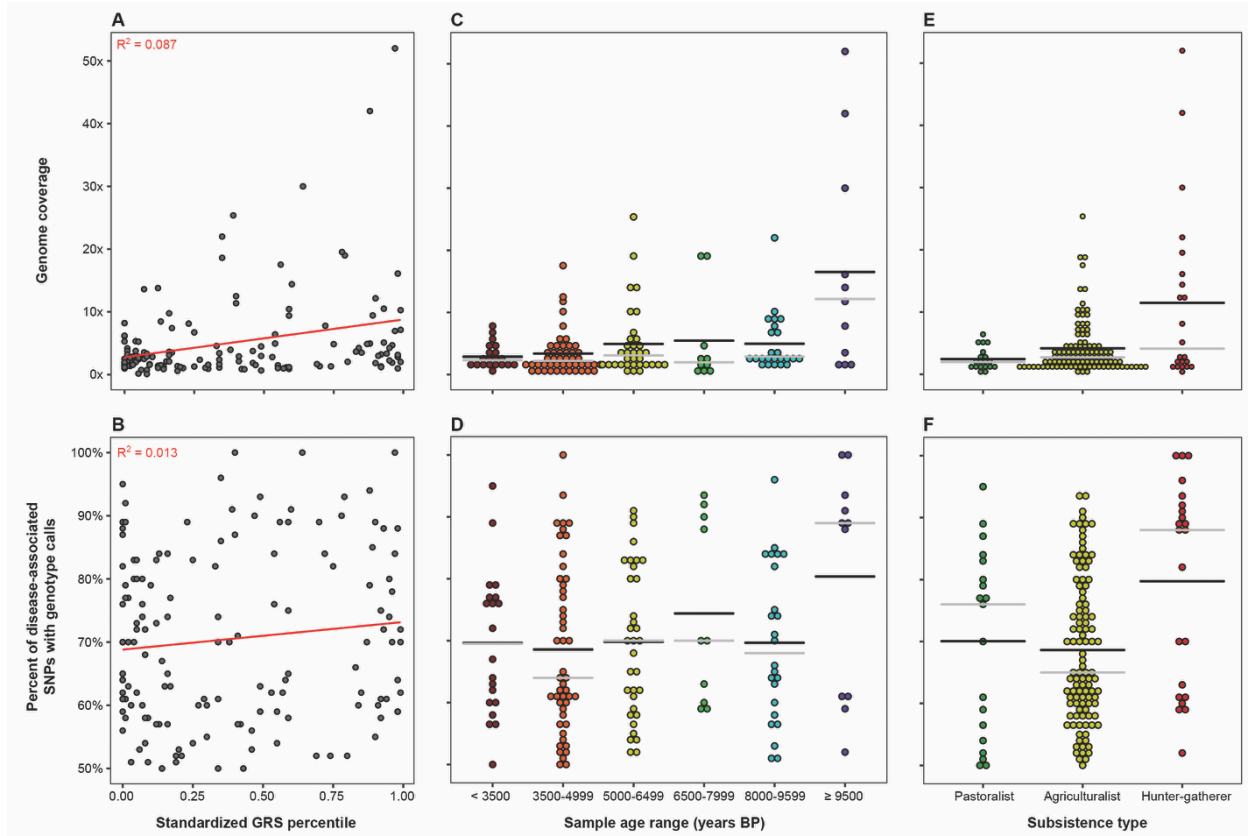 A
C
E
R² = 0.087
50x
40x
30x
20x
10x
0x
Genome coverage
B
D
F
R² = 0.013
100%
90%
80%
70%
60%
50%
Percent of disease-associated
SNPs with genotype calls
0.00 0.25 0.50 0.75 1.00
< 3500 3500-4999 5000-6499 6500-7999 8000-9599 ≥ 9500
Pastoralist Agriculturalist Hunter-gatherer
Standardized GRS percentile
Sample age range (years BP)
Subsistence type